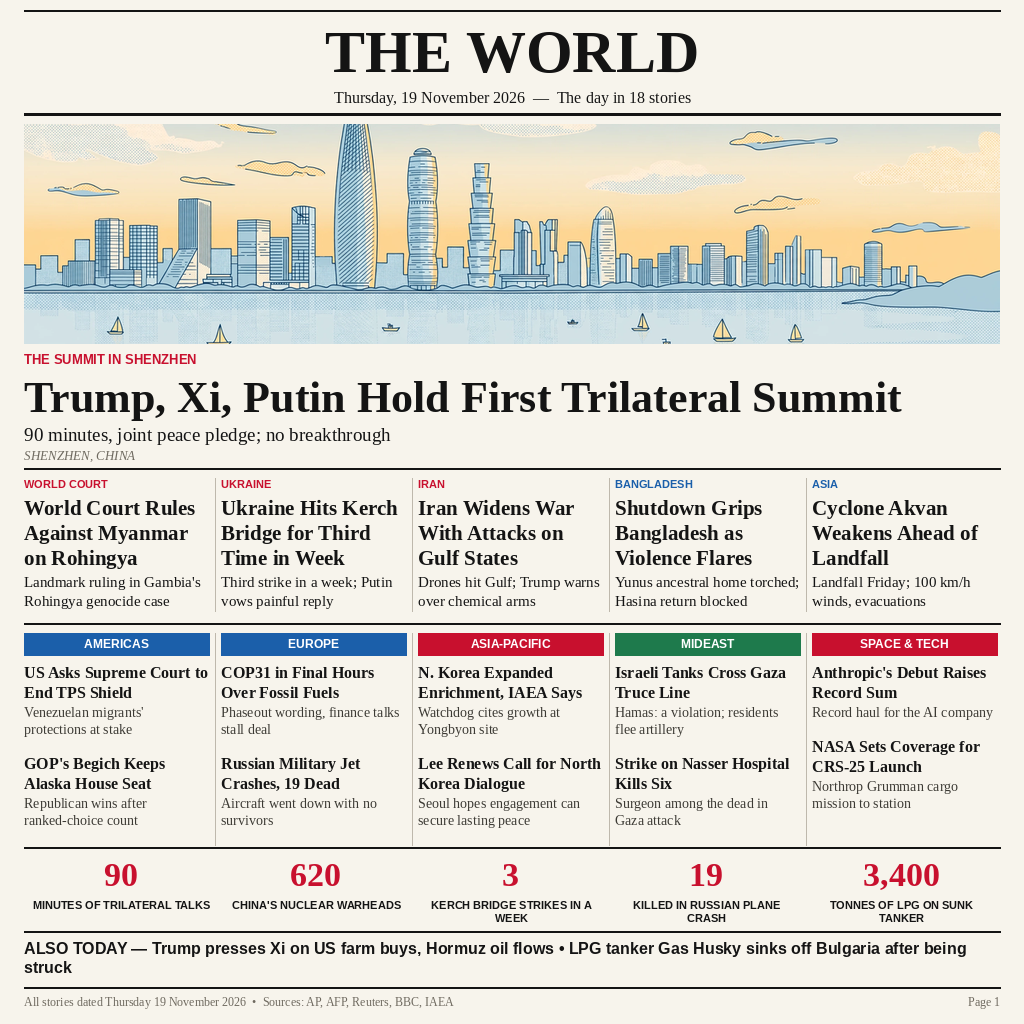 THE WORLD
Thursday, 19 November 2026 — The day in 18 stories
THE SUMMIT IN SHENZHEN
Trump, Xi, Putin Hold First Trilateral Summit
90 minutes, joint peace pledge; no breakthrough
SHENZHEN, CHINA
WORLD COURT
World Court Rules
Against Myanmar
on Rohingya
Landmark ruling in Gambia's
Rohingya genocide case
UKRAINE
Ukraine Hits Kerch
Bridge for Third
Time in Week
Third strike in a week; Putin
vows painful reply
IRAN
Iran Widens War
With Attacks on
Gulf States
Drones hit Gulf; Trump warns
over chemical arms
BANGLADESH
Shutdown Grips
Bangladesh as
Violence Flares
Yunus ancestral home torched;
Hasina return blocked
ASIA
Cyclone Akvan
Weakens Ahead of
Landfall
Landfall Friday; 100 km/h
winds, evacuations
AMERICAS
US Asks Supreme Court to
End TPS Shield
Venezuelan migrants'
protections at stake
GOP's Begich Keeps
Alaska House Seat
Republican wins after
ranked-choice count
EUROPE
COP31 in Final Hours
Over Fossil Fuels
Phaseout wording, finance talks
stall deal
Russian Military Jet
Crashes, 19 Dead
Aircraft went down with no
survivors
ASIA-PACIFIC
N. Korea Expanded
Enrichment, IAEA Says
Watchdog cites growth at
Yongbyon site
Lee Renews Call for North
Korea Dialogue
Seoul hopes engagement can
secure lasting peace
MIDEAST
Israeli Tanks Cross Gaza
Truce Line
Hamas: a violation; residents
flee artillery
Strike on Nasser Hospital
Kills Six
Surgeon among the dead in
Gaza attack
SPACE & TECH
Anthropic's Debut Raises
Record Sum
Record haul for the AI company
NASA Sets Coverage for
CRS-25 Launch
Northrop Grumman cargo
mission to station
90
MINUTES OF TRILATERAL TALKS
620
CHINA'S NUCLEAR WARHEADS
3
KERCH BRIDGE STRIKES IN A
WEEK
19
KILLED IN RUSSIAN PLANE
CRASH
3,400
TONNES OF LPG ON SUNK
TANKER
ALSO TODAY — Trump presses Xi on US farm buys, Hormuz oil flows • LPG tanker Gas Husky sinks off Bulgaria after being
struck
All stories dated Thursday 19 November 2026 • Sources: AP, AFP, Reuters, BBC, IAEA
Page 1